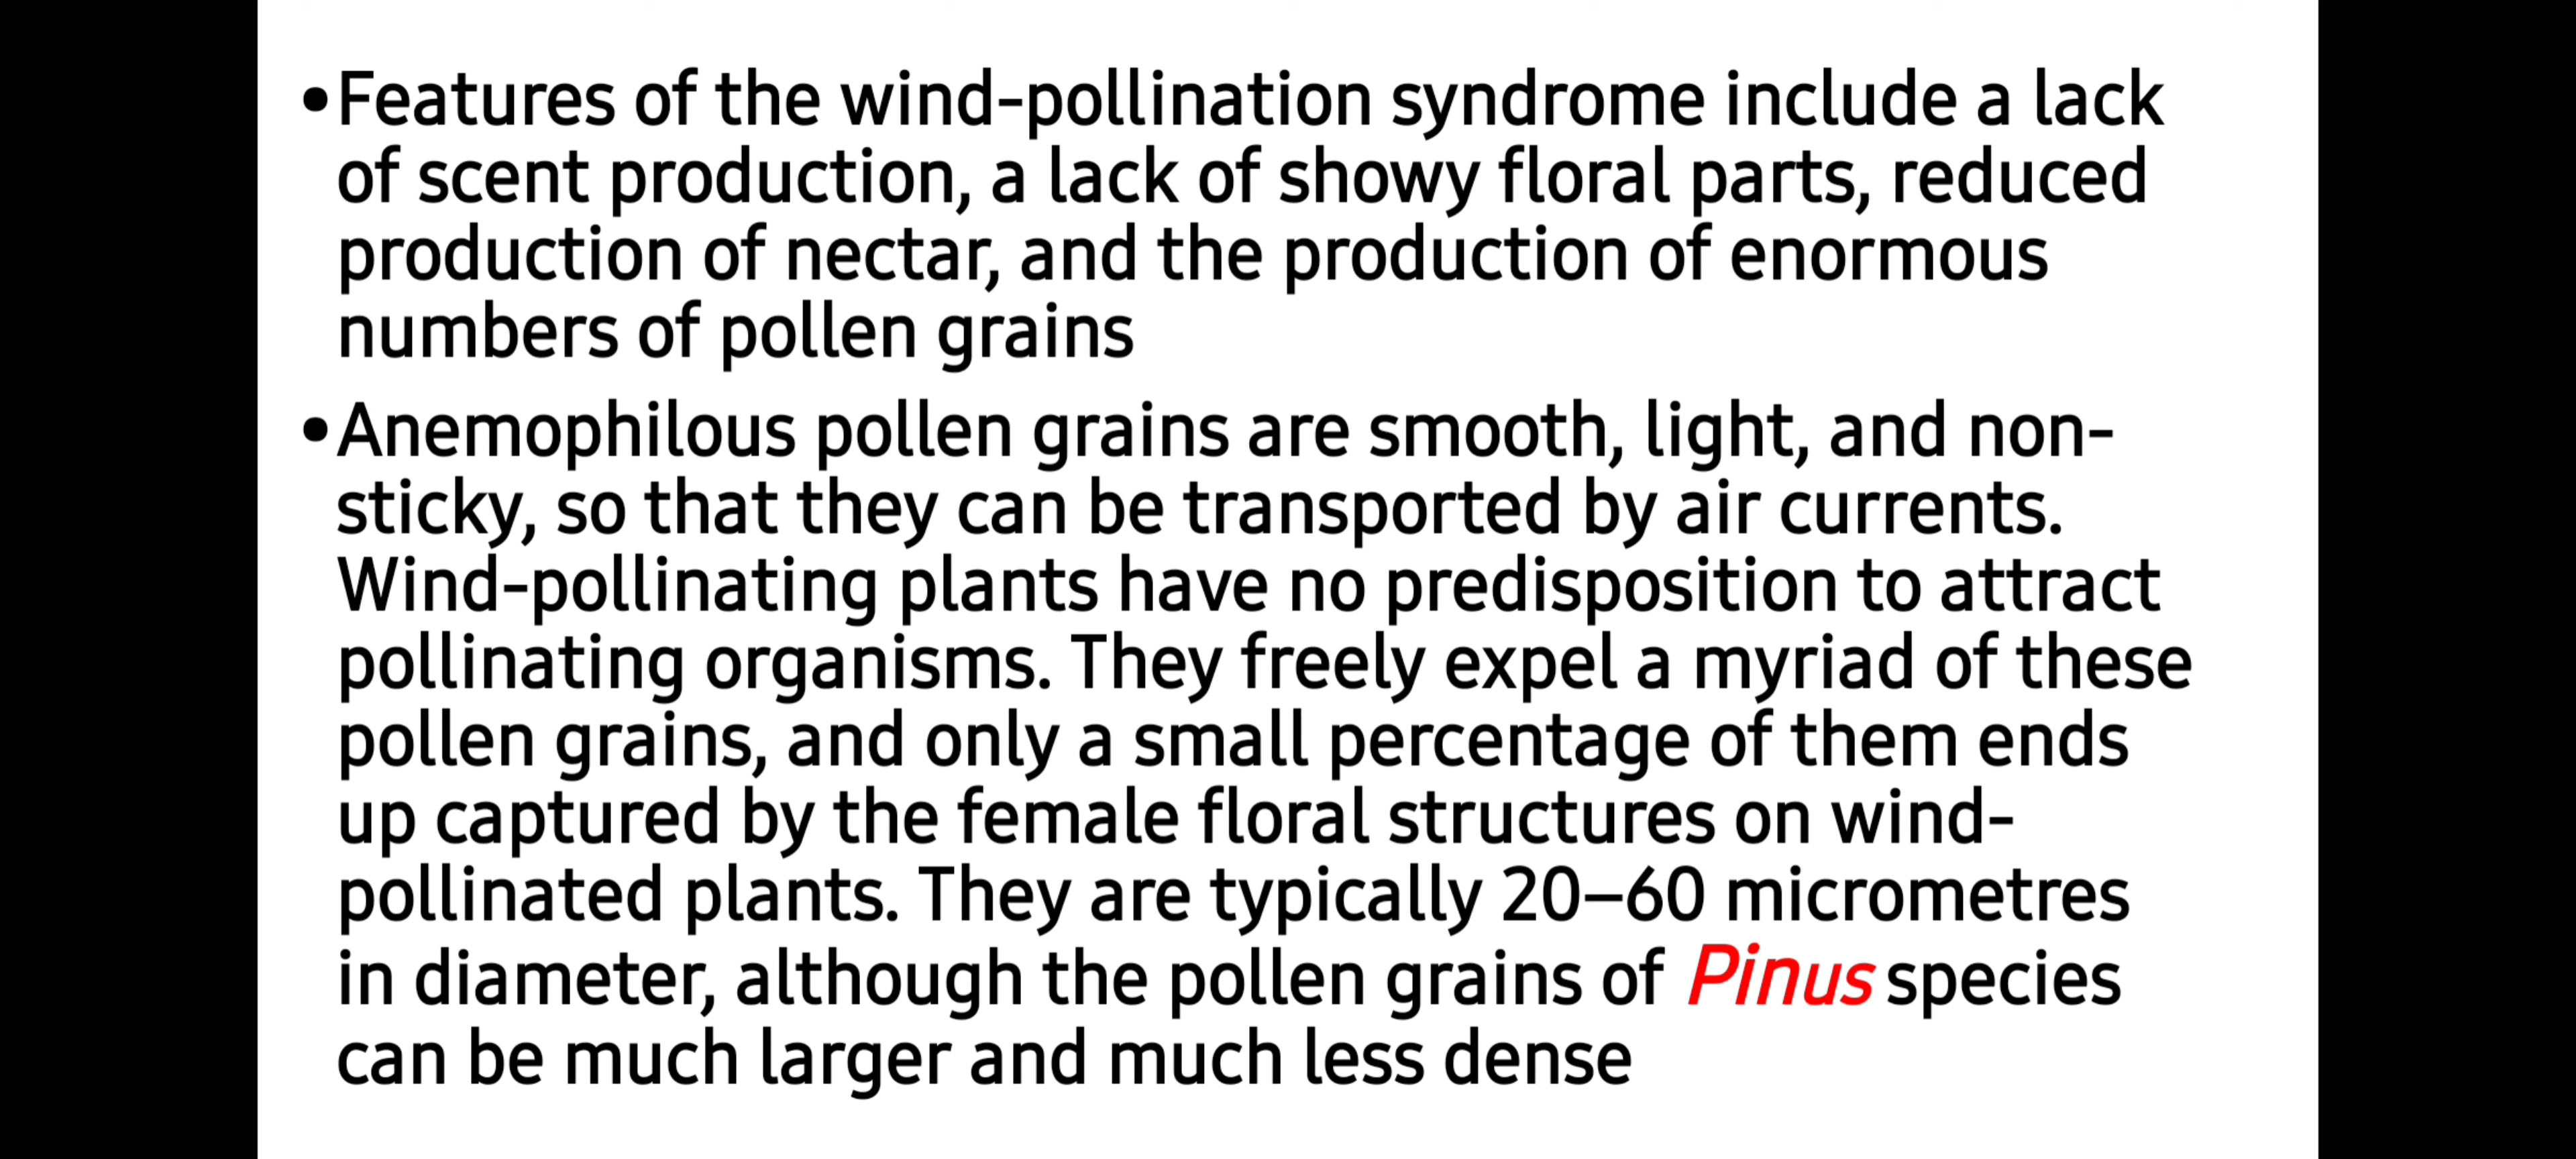 •Features of the wind-pollination syndrome include a lack
of scent production, a lack of showy floral parts, reduced
production of nectar, and the production of enormous
numbers of pollen grains
•Anemophilous pollen grains are smooth, light, and non-
sticky, so that they can be transported by air currents.
Wind-pollinating plants have no predisposition to attract
pollinating organisms. They freely expel a myriad of these
pollen grains, and only a small percentage of them ends
up captured by the female floral structures on wind-
pollinated plants. They are typically 20–60 micrometres
in diameter, although the pollen grains of Pinus species
can be much larger and much less dense